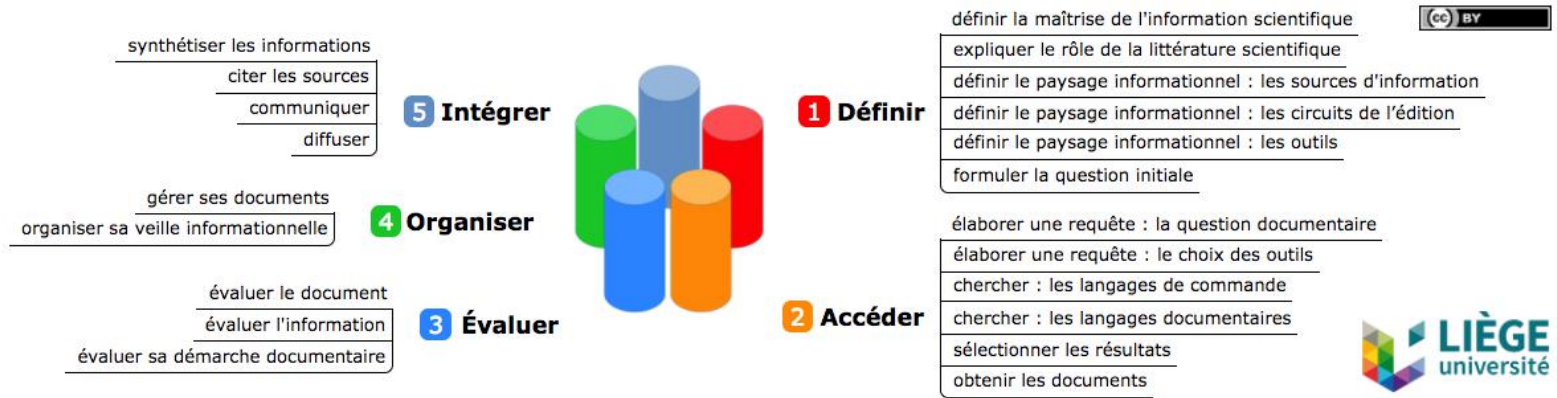 1 Définir
définir la maîtrise de l'information scientifique
expliquer le rôle de la littérature scientifique
définir le paysage informationnel : les sources d'information
définir le paysage informationnel : les circuits de l’édition
définir le paysage informationnel : les outils
formuler la question initiale
2 Accéder
élaborer une requête : la question documentaire
élaborer une requête : le choix des outils
chercher : les langages de commande
chercher : les langages documentaires
sélectionner les résultats
obtenir les documents
3 Évaluer
évaluer le document
évaluer l'information
évaluer sa démarche documentaire
4 Organiser
gérer ses documents
organiser sa veille informationnelle
5 Intégrer
synthétiser les informations
citer les sources
communiquer
diffuser
cc BY
LIÈGE
université